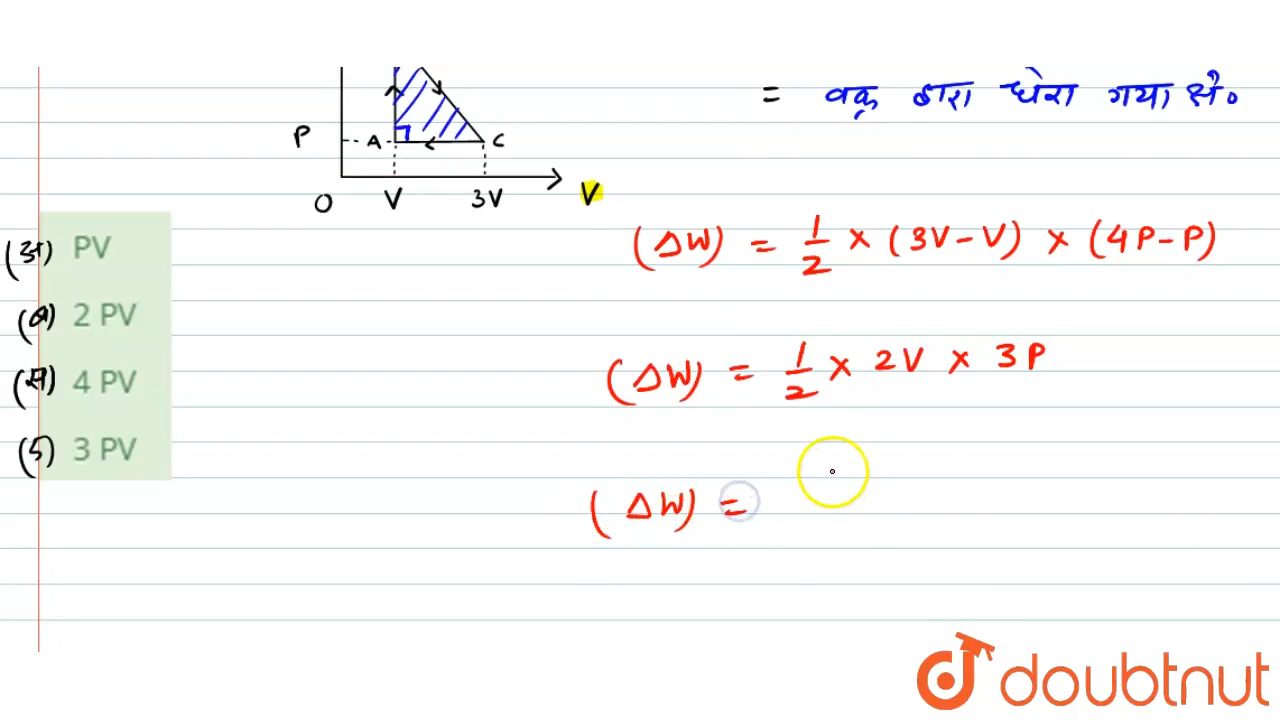 = वक्र द्वारा घेरा गया क्षे॰
P A C
O V 3V V
(ΔW) = 1/2 × (3V-V) × (4P-P)
(अ) PV
(ब) 2 PV
(ΔW) = 1/2 × 2V × 3P
(स) 4 PV
(द) 3 PV
(ΔW) =
doubtnut